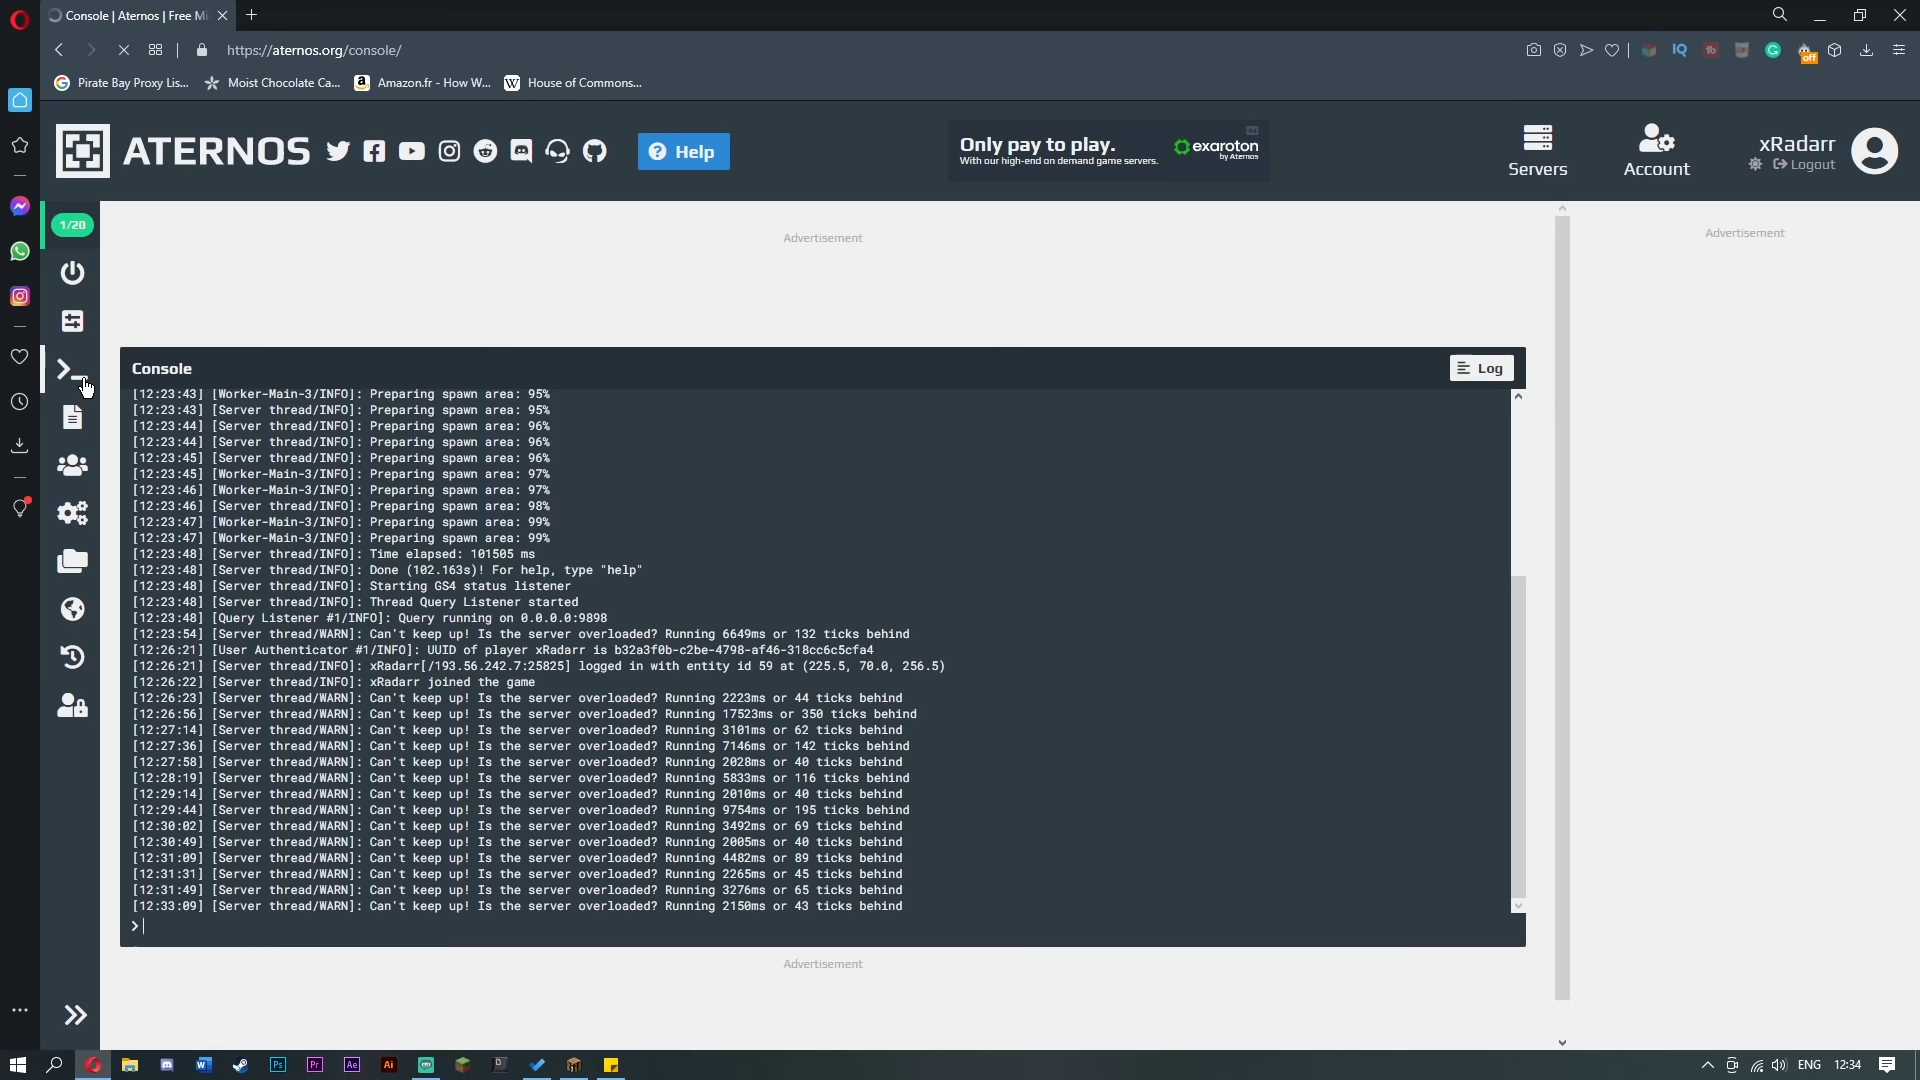 Console | Aternos | Free Mi
https://aternos.org/console/
IQ
off
Pirate Bay Proxy Lis...
Moist Chocolate Ca...
Amazon.fr - How W...
House of Commons...
ATERNOS
Help
Only pay to play.
With our high-end on demand game servers.
exaroton
by Aternos
Ad
Servers
Account
xRadarr
Logout
1/20
Advertisement
Advertisement
Console
Log
[12:23:43] [Worker-Main-3/INFO]: Preparing spawn area: 95%
[12:23:43] [Server thread/INFO]: Preparing spawn area: 95%
[12:23:44] [Server thread/INFO]: Preparing spawn area: 96%
[12:23:44] [Server thread/INFO]: Preparing spawn area: 96%
[12:23:45] [Server thread/INFO]: Preparing spawn area: 96%
[12:23:45] [Worker-Main-3/INFO]: Preparing spawn area: 97%
[12:23:46] [Worker-Main-3/INFO]: Preparing spawn area: 97%
[12:23:46] [Server thread/INFO]: Preparing spawn area: 98%
[12:23:47] [Worker-Main-3/INFO]: Preparing spawn area: 99%
[12:23:47] [Worker-Main-3/INFO]: Preparing spawn area: 99%
[12:23:48] [Server thread/INFO]: Time elapsed: 101505 ms
[12:23:48] [Server thread/INFO]: Done (102.163s)! For help, type "help"
[12:23:48] [Server thread/INFO]: Starting GS4 status listener
[12:23:48] [Server thread/INFO]: Thread Query Listener started
[12:23:48] [Query Listener #1/INFO]: Query running on 0.0.0.0:9898
[12:23:54] [Server thread/WARN]: Can't keep up! Is the server overloaded? Running 6649ms or 132 ticks behind
[12:26:21] [User Authenticator #1/INFO]: UUID of player xRadarr is b32a3f0b-c2be-4798-af46-318cc6c5cfa4
[12:26:21] [Server thread/INFO]: xRadarr[/193.56.242.7:25825] logged in with entity id 59 at (225.5, 70.0, 256.5)
[12:26:22] [Server thread/INFO]: xRadarr joined the game
[12:26:23] [Server thread/WARN]: Can't keep up! Is the server overloaded? Running 2223ms or 44 ticks behind
[12:26:56] [Server thread/WARN]: Can't keep up! Is the server overloaded? Running 17523ms or 350 ticks behind
[12:27:14] [Server thread/WARN]: Can't keep up! Is the server overloaded? Running 3101ms or 62 ticks behind
[12:27:36] [Server thread/WARN]: Can't keep up! Is the server overloaded? Running 7146ms or 142 ticks behind
[12:27:58] [Server thread/WARN]: Can't keep up! Is the server overloaded? Running 2028ms or 40 ticks behind
[12:28:19] [Server thread/WARN]: Can't keep up! Is the server overloaded? Running 5833ms or 116 ticks behind
[12:29:14] [Server thread/WARN]: Can't keep up! Is the server overloaded? Running 2010ms or 40 ticks behind
[12:29:44] [Server thread/WARN]: Can't keep up! Is the server overloaded? Running 9754ms or 195 ticks behind
[12:30:02] [Server thread/WARN]: Can't keep up! Is the server overloaded? Running 3492ms or 69 ticks behind
[12:30:49] [Server thread/WARN]: Can't keep up! Is the server overloaded? Running 2005ms or 40 ticks behind
[12:31:09] [Server thread/WARN]: Can't keep up! Is the server overloaded? Running 4482ms or 89 ticks behind
[12:31:31] [Server thread/WARN]: Can't keep up! Is the server overloaded? Running 2265ms or 45 ticks behind
[12:31:49] [Server thread/WARN]: Can't keep up! Is the server overloaded? Running 3276ms or 65 ticks behind
[12:33:09] [Server thread/WARN]: Can't keep up! Is the server overloaded? Running 2150ms or 43 ticks behind
>
Advertisement
Ps
Pr
Ae
Ai
ENG
12:34